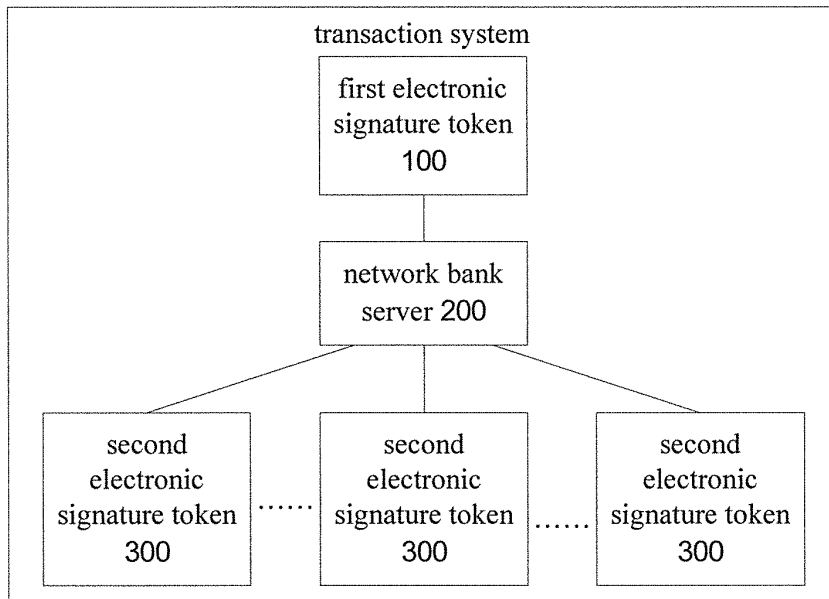 transaction system
first electronic
signature token
100
network bank
server 200
second
electronic
signature token
300
......
second
electronic
signature token
300
......
second
electronic
signature token
300